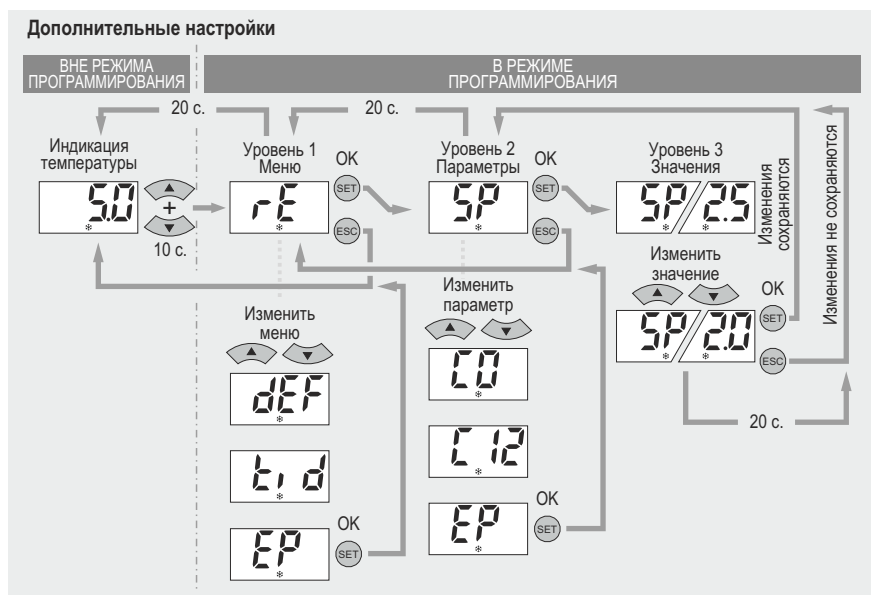 Дополнительные настройки
ВНЕ РЕЖИМА
ПРОГРАММИРОВАНИЯ
В РЕЖИМЕ
ПРОГРАММИРОВАНИЯ
20 с.
20 с.
Индикация
температуры
5.0
+
10 с.
Уровень 1
Меню
rE
OK
SET
ESC
Уровень 2
Параметры
SP
OK
SET
ESC
Уровень 3
Значения
SP/2.5
Изменения
сохраняются
Изменения не сохраняются
Изменить
значение
SP/2.0
OK
SET
ESC
20 с.
Изменить
меню
dEF
tid
EP
OK
SET
Изменить
параметр
C0
C12
EP
OK
SET